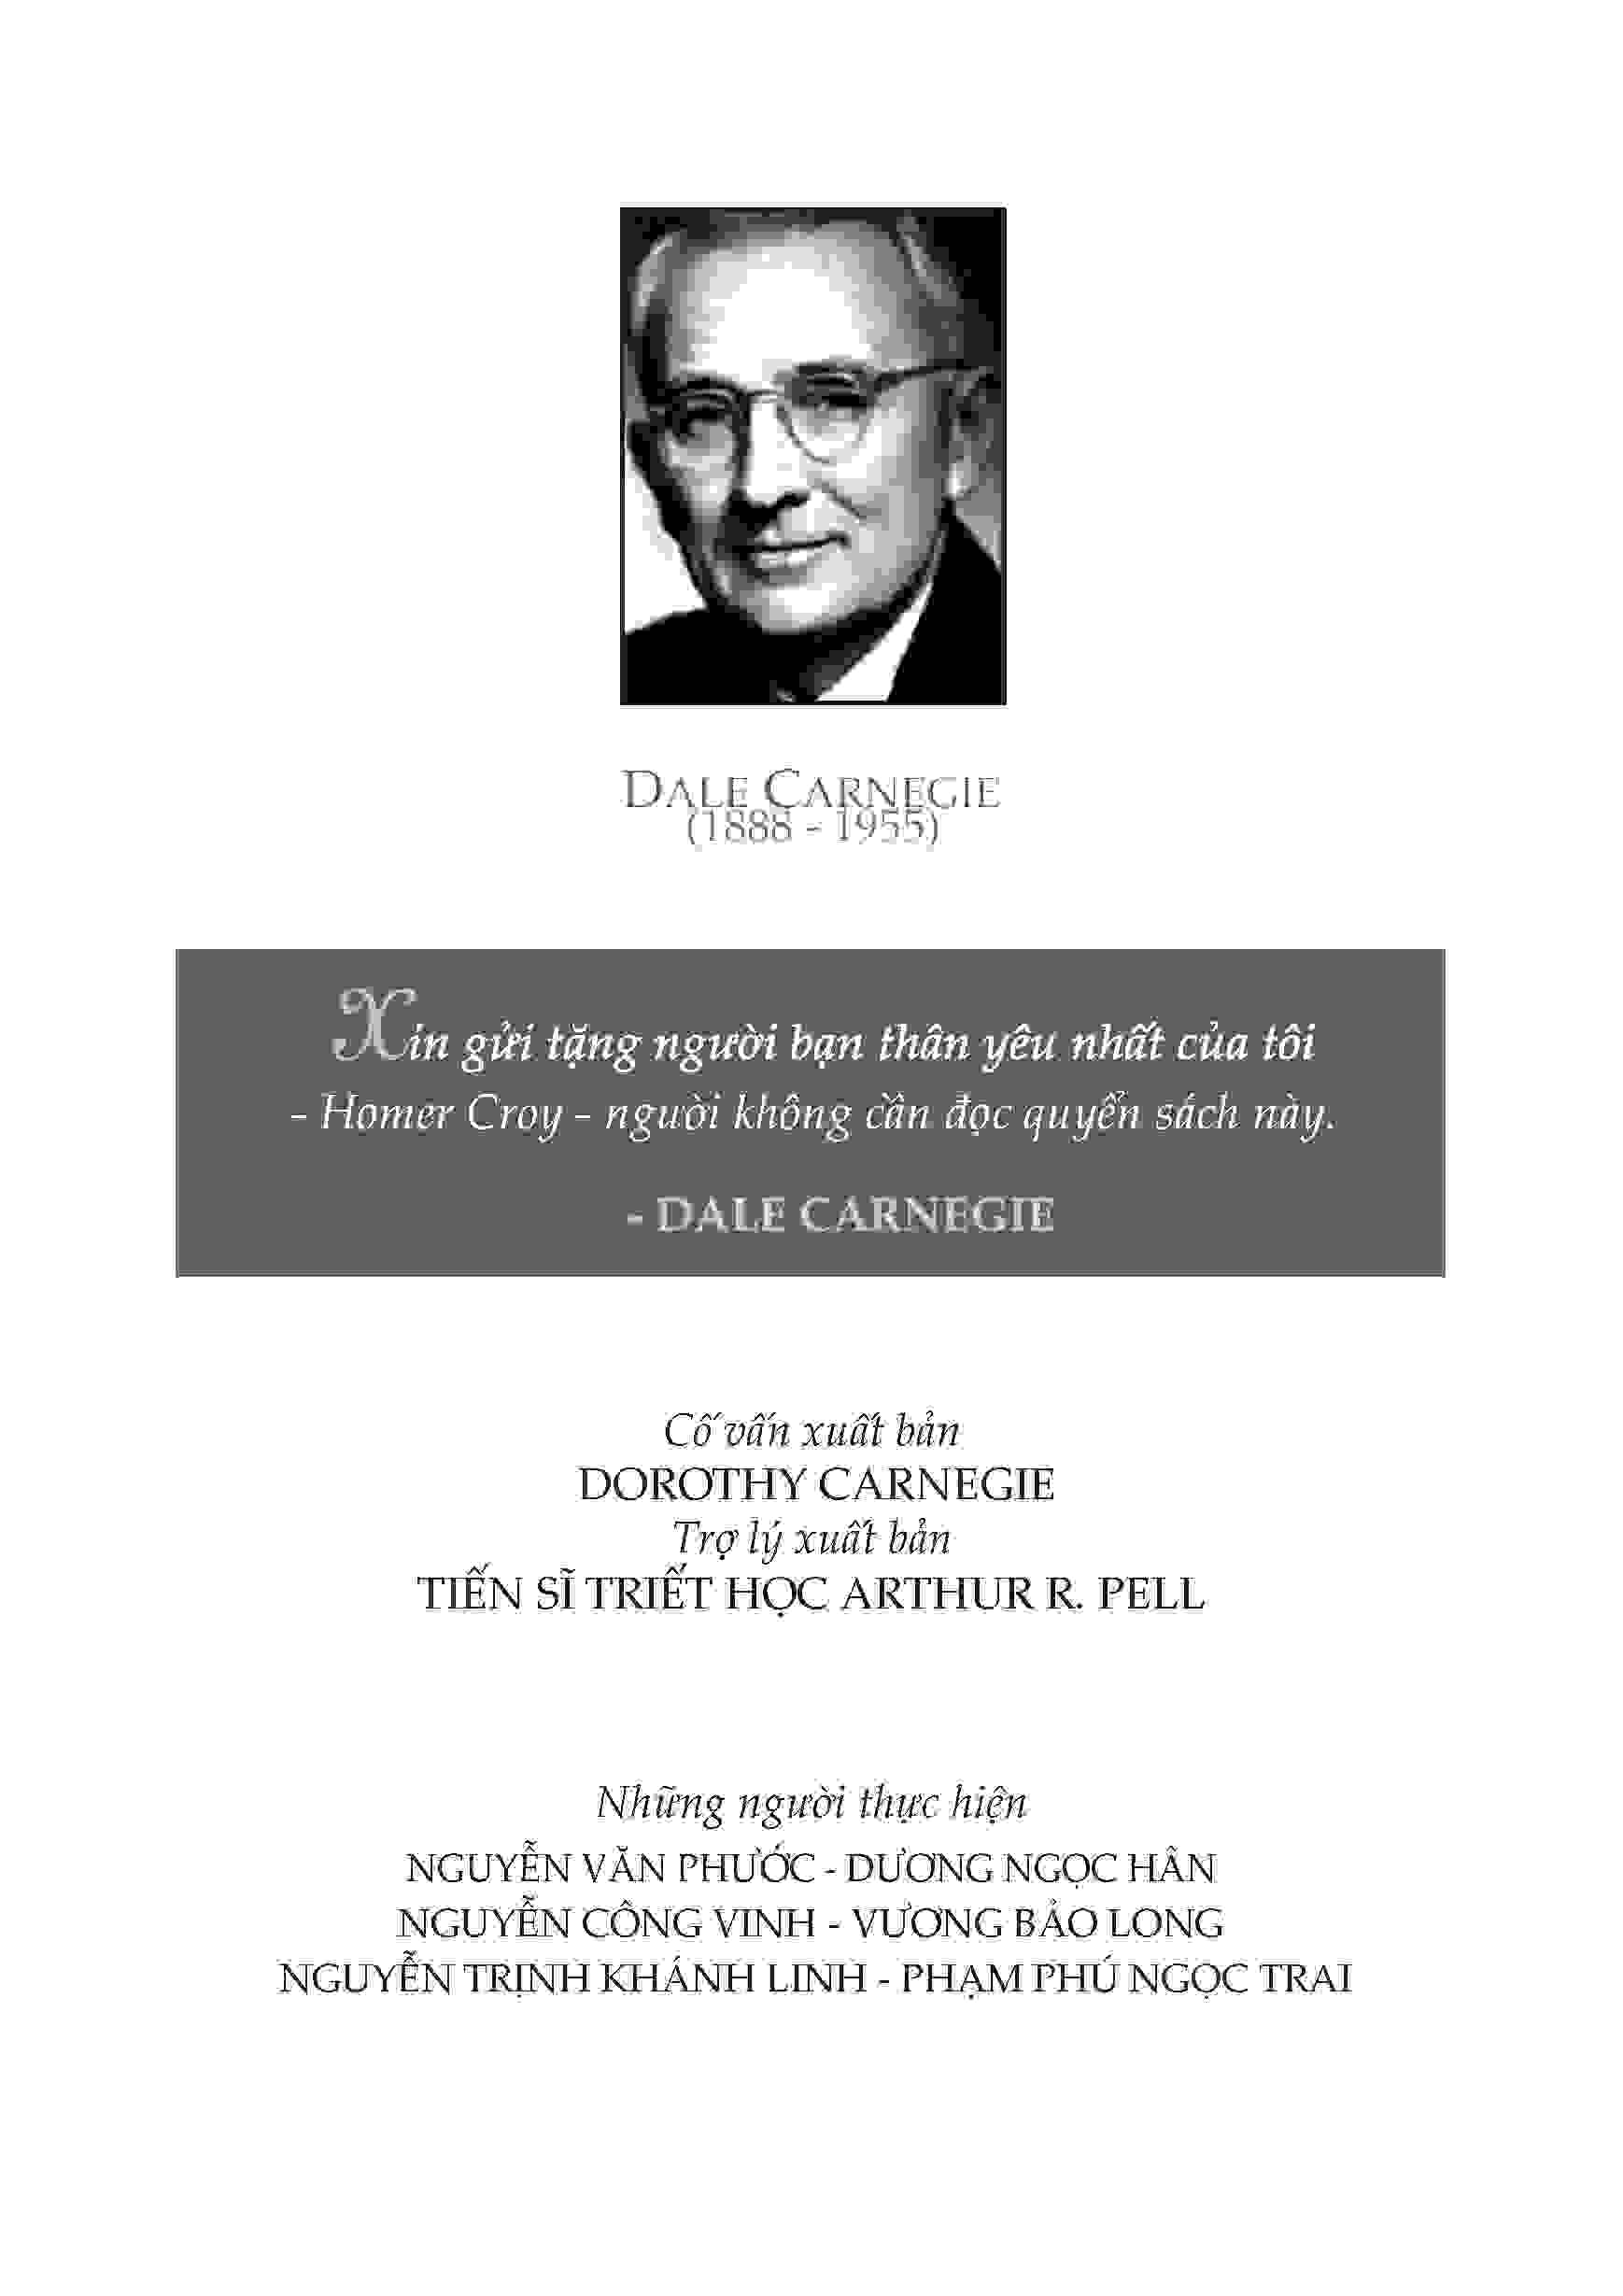 DALE CARNEGIE
(1888 - 1955)
Xin gửi tặng người bạn thân yêu nhất của tôi
- Homer Croy - người không cần đọc quyển sách này.
- DALE CARNEGIE
Cố vấn xuất bản
DOROTHY CARNEGIE
Trợ lý xuất bản
TIẾN SĨ TRIẾT HỌC ARTHUR R. PELL
Những người thực hiện
NGUYỄN VĂN PHƯỚC - DƯƠNG NGỌC HÂN
NGUYỄN CÔNG VINH - VƯƠNG BẢO LONG
NGUYỄN TRỊNH KHÁNH LINH - PHẠM PHÚ NGỌC TRAI